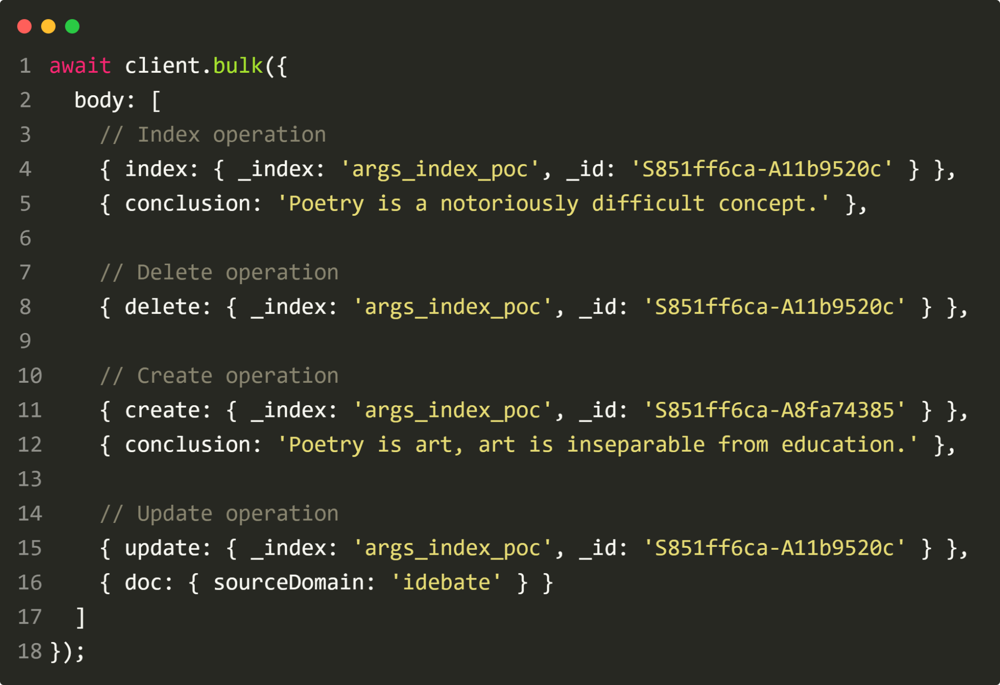 1 await client.bulk({
2   body: [
3     // Index operation
4     { index: { _index: 'args_index_poc', _id: 'S851ff6ca-A11b9520c' } },
5     { conclusion: 'Poetry is a notoriously difficult concept.' },
6
7     // Delete operation
8     { delete: { _index: 'args_index_poc', _id: 'S851ff6ca-A11b9520c' } },
9
10     // Create operation
11     { create: { _index: 'args_index_poc', _id: 'S851ff6ca-A8fa74385' } },
12     { conclusion: 'Poetry is art, art is inseparable from education.' },
13
14     // Update operation
15     { update: { _index: 'args_index_poc', _id: 'S851ff6ca-A11b9520c' } },
16     { doc: { sourceDomain: 'idebate' } }
17   ]
18 });